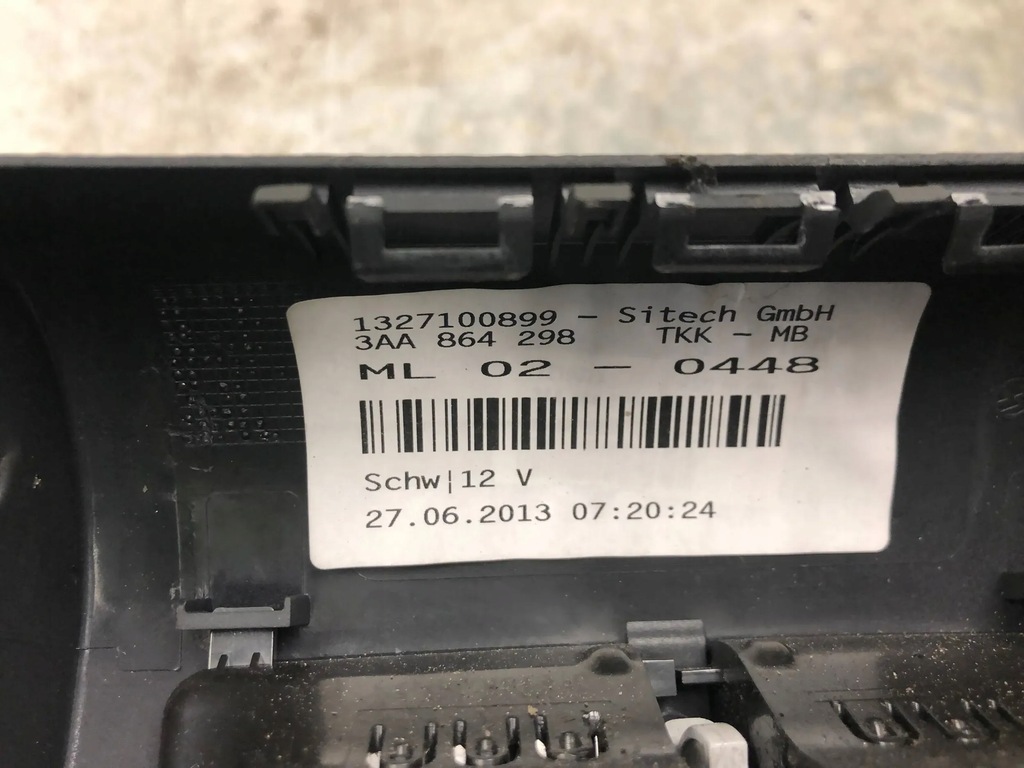 1327100899 - Sitech GmbH
3AA 864 298 TKK - MB
ML 02 - 0448
Schw|12 V
27.06.2013 07:20:24